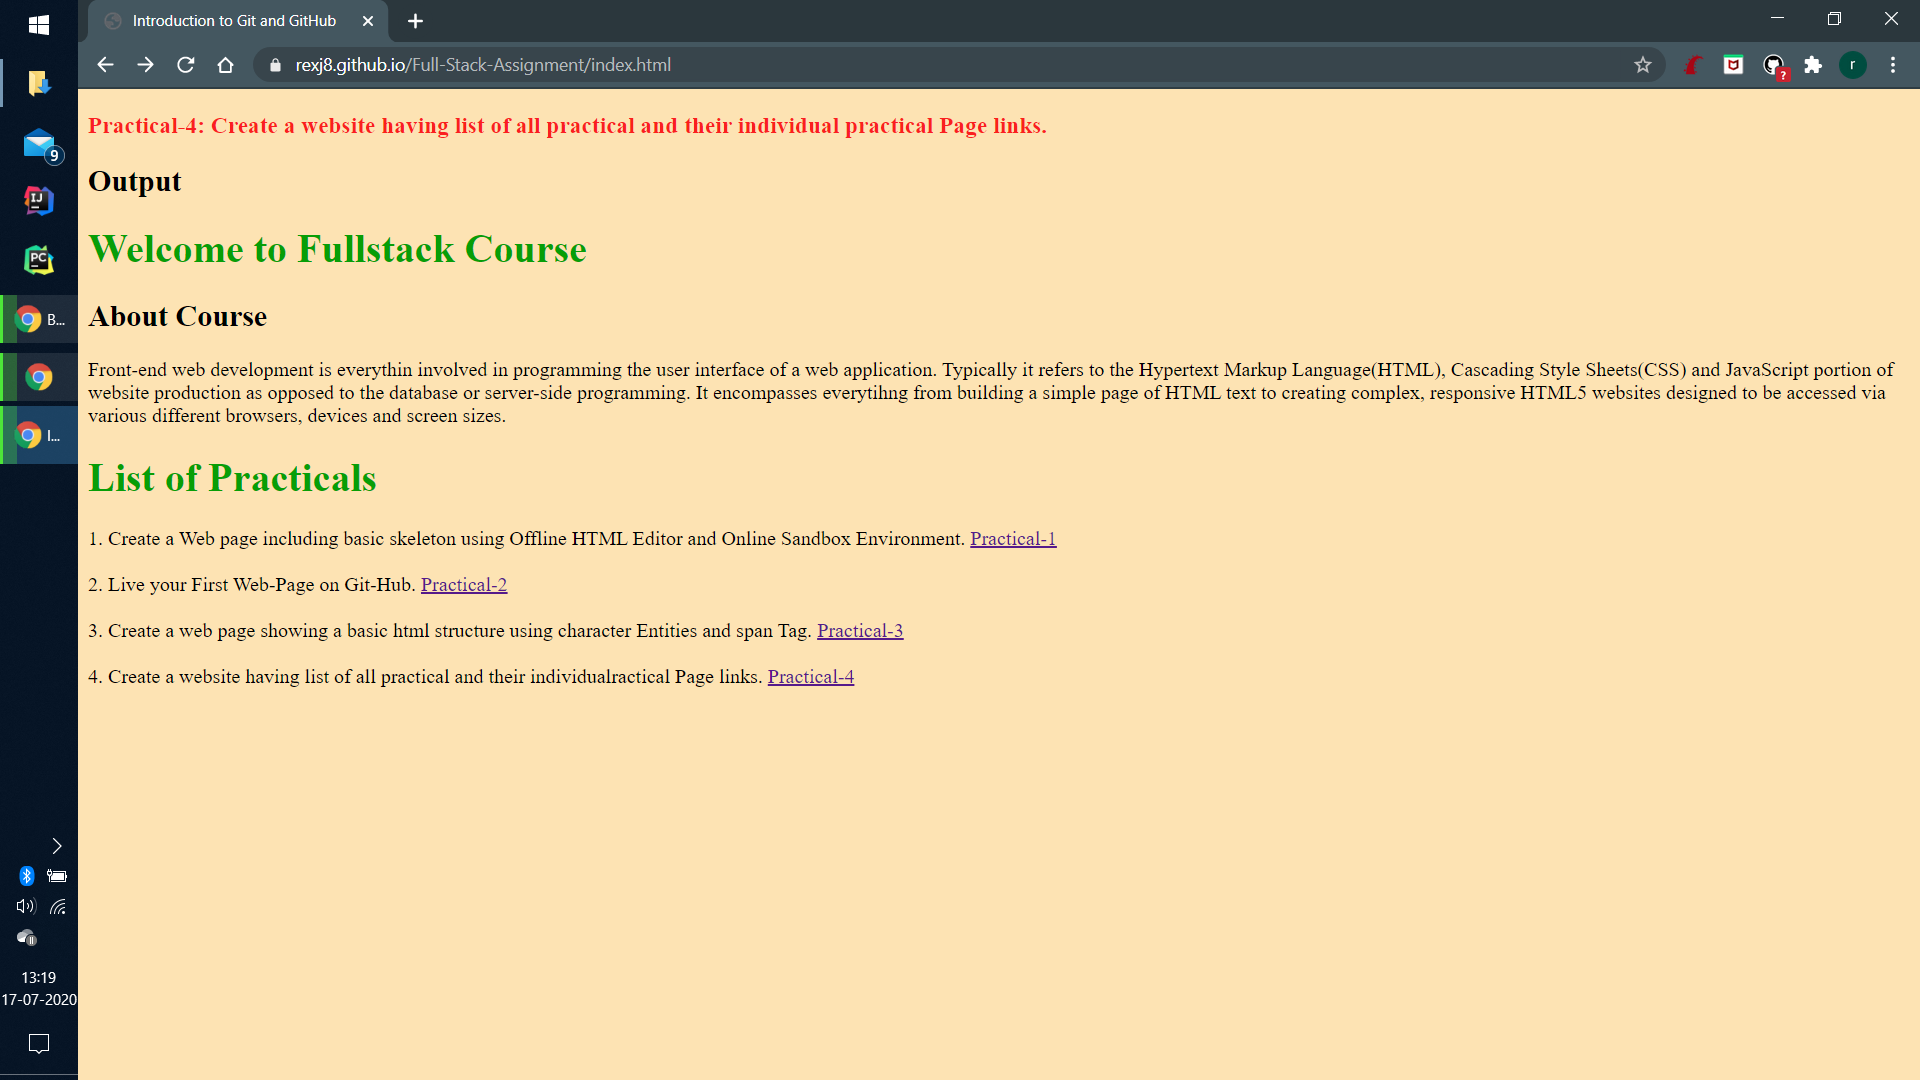 Introduction to Git and GitHub
rexj8.github.io/Full-Stack-Assignment/index.html
r
?
9
IJ
PC
B...
I...
Practical-4: Create a website having list of all practical and their individual practical Page links.
Output
Welcome to Fullstack Course
About Course
Front-end web development is everythin involved in programming the user interface of a web application. Typically it refers to the Hypertext Markup Language(HTML), Cascading Style Sheets(CSS) and JavaScript portion of
website production as opposed to the database or server-side programming. It encompasses everytihng from building a simple page of HTML text to creating complex, responsive HTML5 websites designed to be accessed via
various different browsers, devices and screen sizes.
List of Practicals
1. Create a Web page including basic skeleton using Offline HTML Editor and Online Sandbox Environment. Practical-1
2. Live your First Web-Page on Git-Hub. Practical-2
3. Create a web page showing a basic html structure using character Entities and span Tag. Practical-3
4. Create a website having list of all practical and their individualractical Page links. Practical-4
13:19
17-07-2020